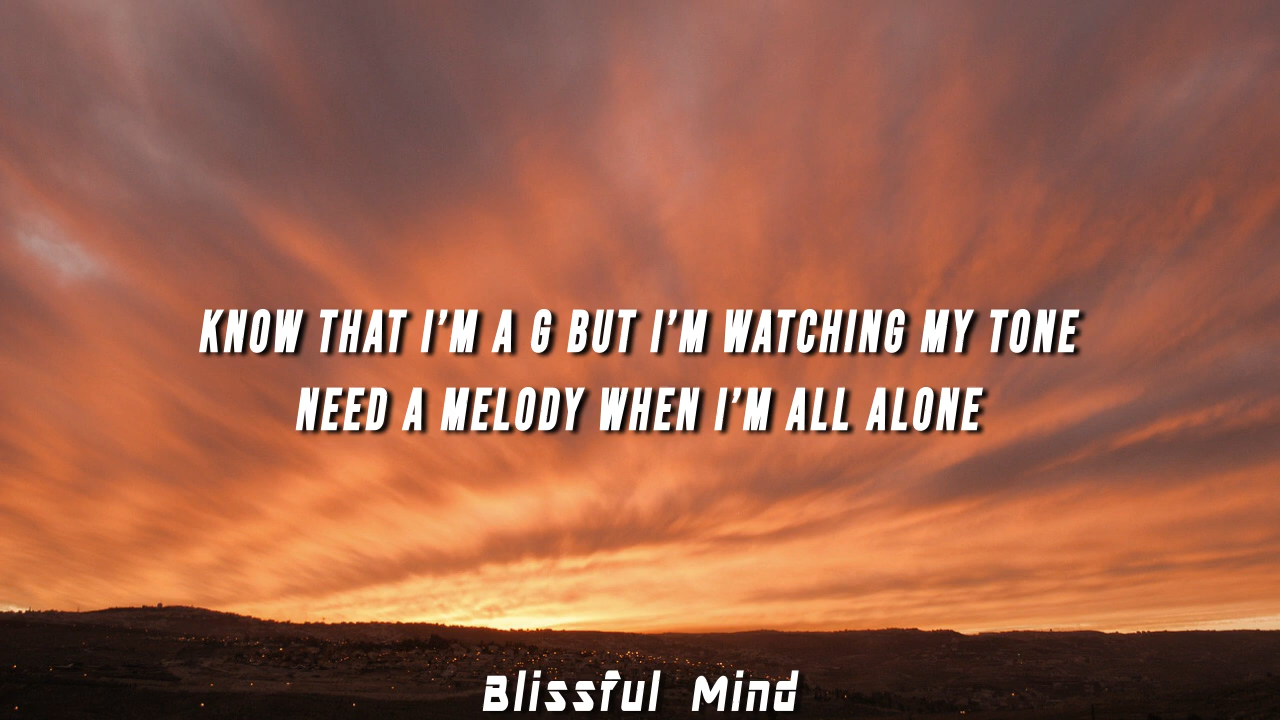 KNOW THAT I'M A G BUT I'M WATCHING MY TONE
NEED A MELODY WHEN I'M ALL ALONE
Blissful Mind